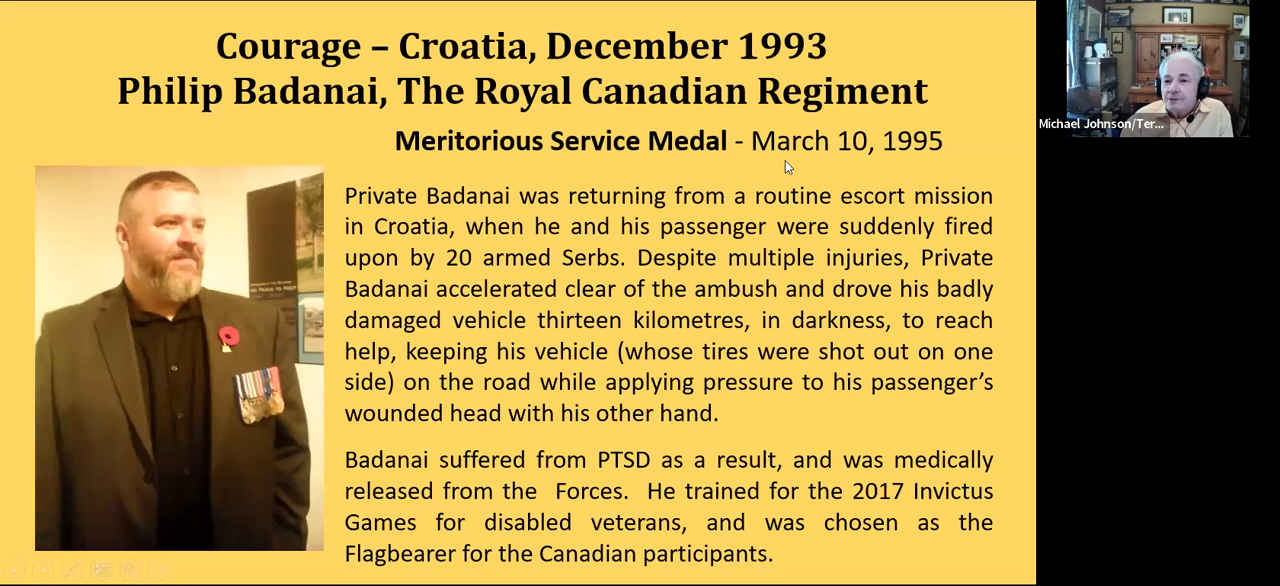 Courage – Croatia, December 1993
Philip Badanai, The Royal Canadian Regiment
Meritorious Service Medal - March 10, 1995
Private Badanai was returning from a routine escort mission
in Croatia, when he and his passenger were suddenly fired
upon by 20 armed Serbs. Despite multiple injuries, Private
Badanai accelerated clear of the ambush and drove his badly
damaged vehicle thirteen kilometres, in darkness, to reach
help, keeping his vehicle (whose tires were shot out on one
side) on the road while applying pressure to his passenger’s
wounded head with his other hand.
Badanai suffered from PTSD as a result, and was medically
released from the Forces. He trained for the 2017 Invictus
Games for disabled veterans, and was chosen as the
Flagbearer for the Canadian participants.
Michael Johnson/Ter...